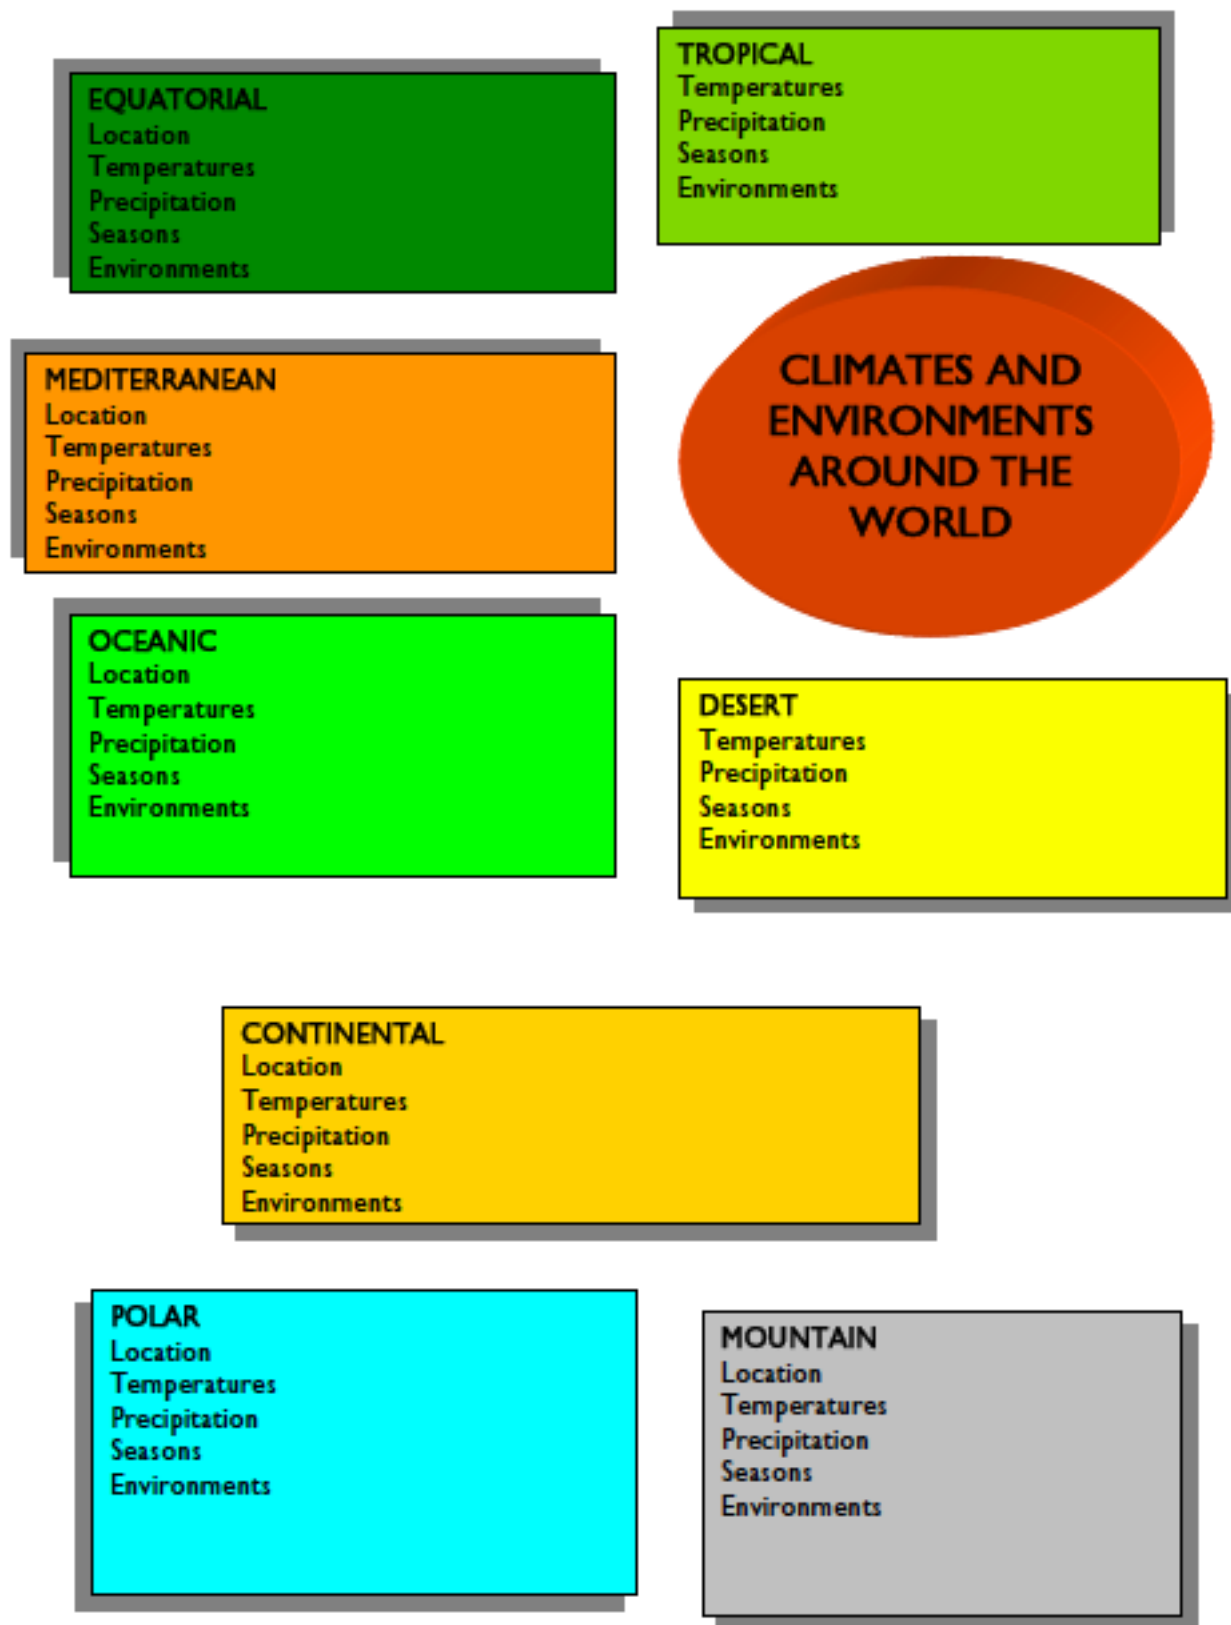 EQUATORIAL
Location
Temperatures
Precipitation
Seasons
Environments
TROPICAL
Temperatures
Precipitation
Seasons
Environments
MEDITERRANEAN
Location
Temperatures
Precipitation
Seasons
Environments
CLIMATES AND
ENVIRONMENTS
AROUND THE
WORLD
OCEANIC
Location
Temperatures
Precipitation
Seasons
Environments
DESERT
Temperatures
Precipitation
Seasons
Environments
CONTINENTAL
Location
Temperatures
Precipitation
Seasons
Environments
POLAR
Location
Temperatures
Precipitation
Seasons
Environments
MOUNTAIN
Location
Temperatures
Precipitation
Seasons
Environments